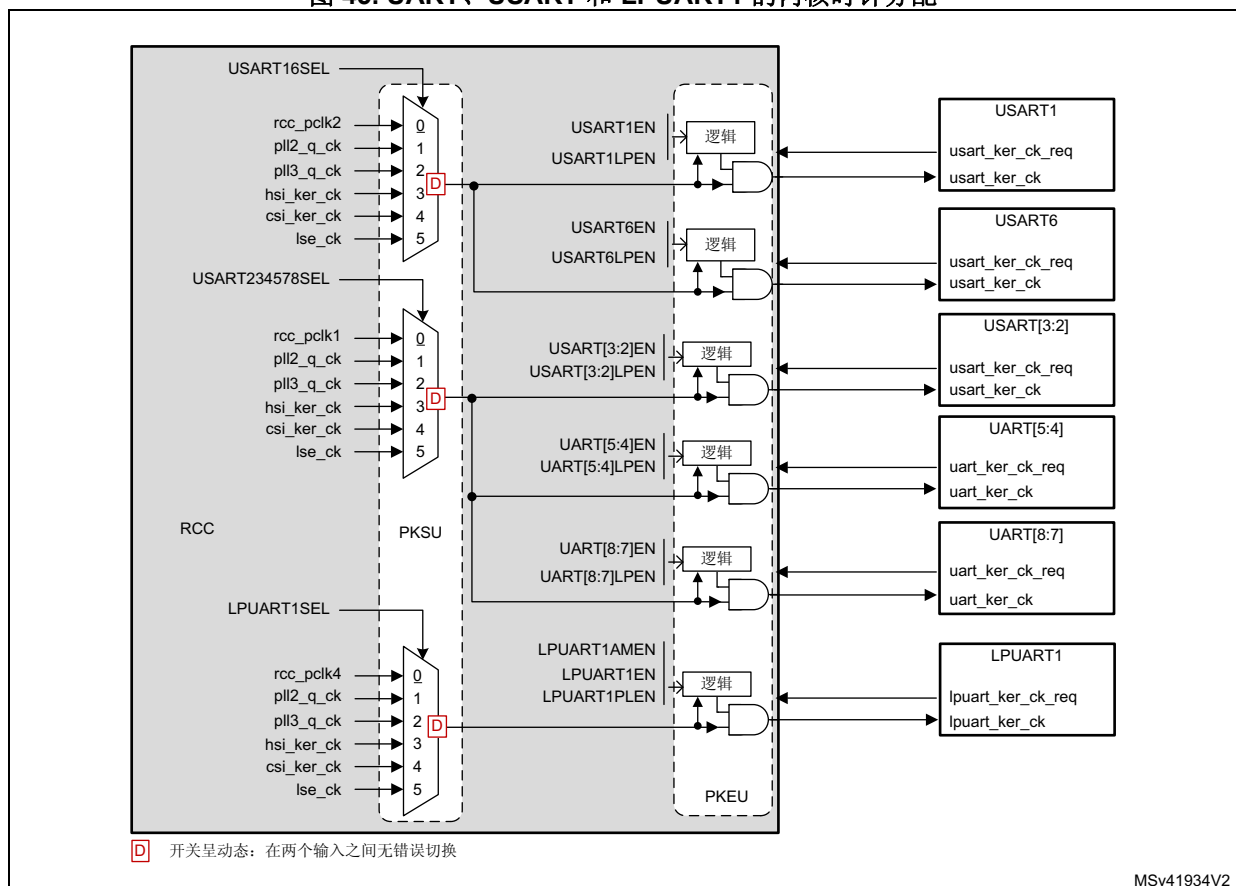 图 46. UART、USART 和 LPUART1 的内核时钟分配
USART16SEL
rcc_pclk2
pll2_q_ck
pll3_q_ck
hsi_ker_ck
csi_ker_ck
lse_ck
0
1
2
3
4
5
D
USART234578SEL
rcc_pclk1
pll2_q_ck
pll3_q_ck
hsi_ker_ck
csi_ker_ck
lse_ck
0
1
2
3
4
5
D
RCC
PKSU
LPUART1SEL
rcc_pclk4
pll2_q_ck
pll3_q_ck
hsi_ker_ck
csi_ker_ck
lse_ck
0
1
2
3
4
5
D
USART1EN
USART1LPEN
逻辑
USART6EN
USART6LPEN
逻辑
USART[3:2]EN
USART[3:2]LPEN
逻辑
UART[5:4]EN
UART[5:4]LPEN
逻辑
UART[8:7]EN
UART[8:7]LPEN
逻辑
LPUART1AMEN
LPUART1EN
LPUART1PLEN
逻辑
PKEU
USART1
usart_ker_ck_req
usart_ker_ck
USART6
usart_ker_ck_req
usart_ker_ck
USART[3:2]
usart_ker_ck_req
usart_ker_ck
UART[5:4]
uart_ker_ck_req
uart_ker_ck
UART[8:7]
uart_ker_ck_req
uart_ker_ck
LPUART1
lpuart_ker_ck_req
lpuart_ker_ck
D 开关呈动态：在两个输入之间无错误切换
MSv41934V2